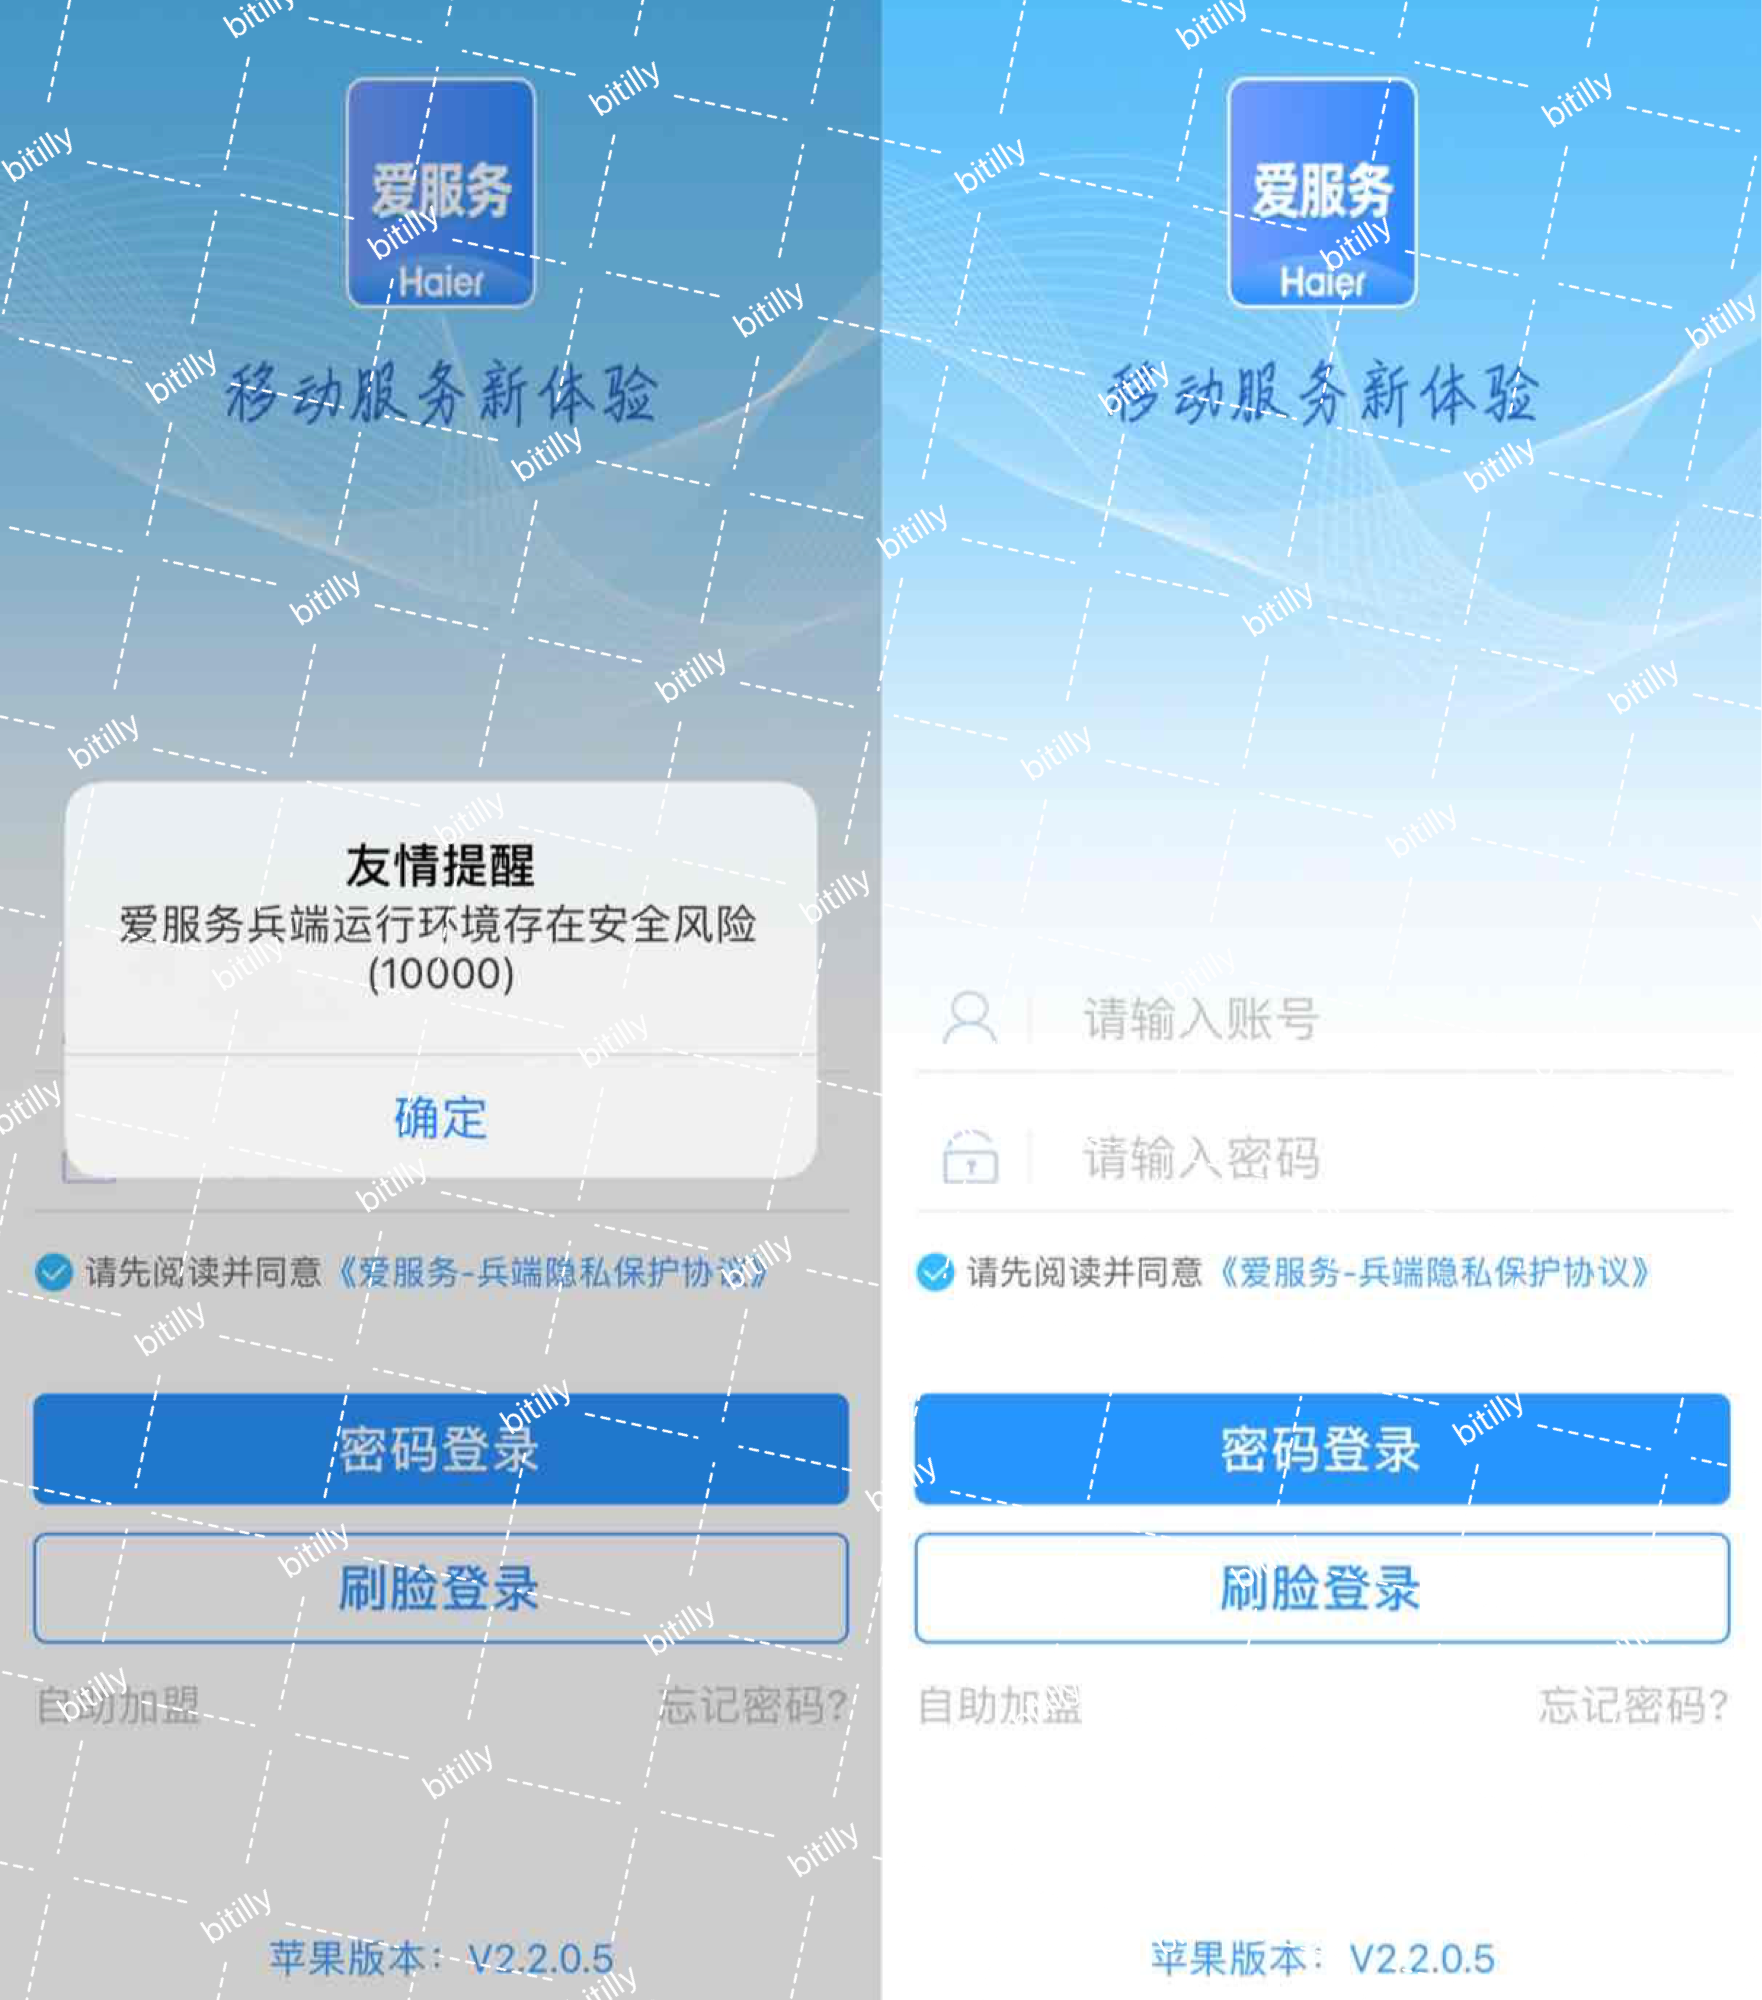 爱服务
Haier
移动服务新体验
友情提醒
爱服务兵端运行环境存在安全风险
(10000)
确定
请先阅读并同意《爱服务-兵端隐私保护协议》
密码登录
刷脸登录
自助加盟
忘记密码?
苹果版本：V2.2.0.5
爱服务
Haier
移动服务新体验
请输入账号
请输入密码
请先阅读并同意《爱服务-兵端隐私保护协议》
密码登录
刷脸登录
自助加盟
忘记密码?
苹果版本：V2.2.0.5
bitilly